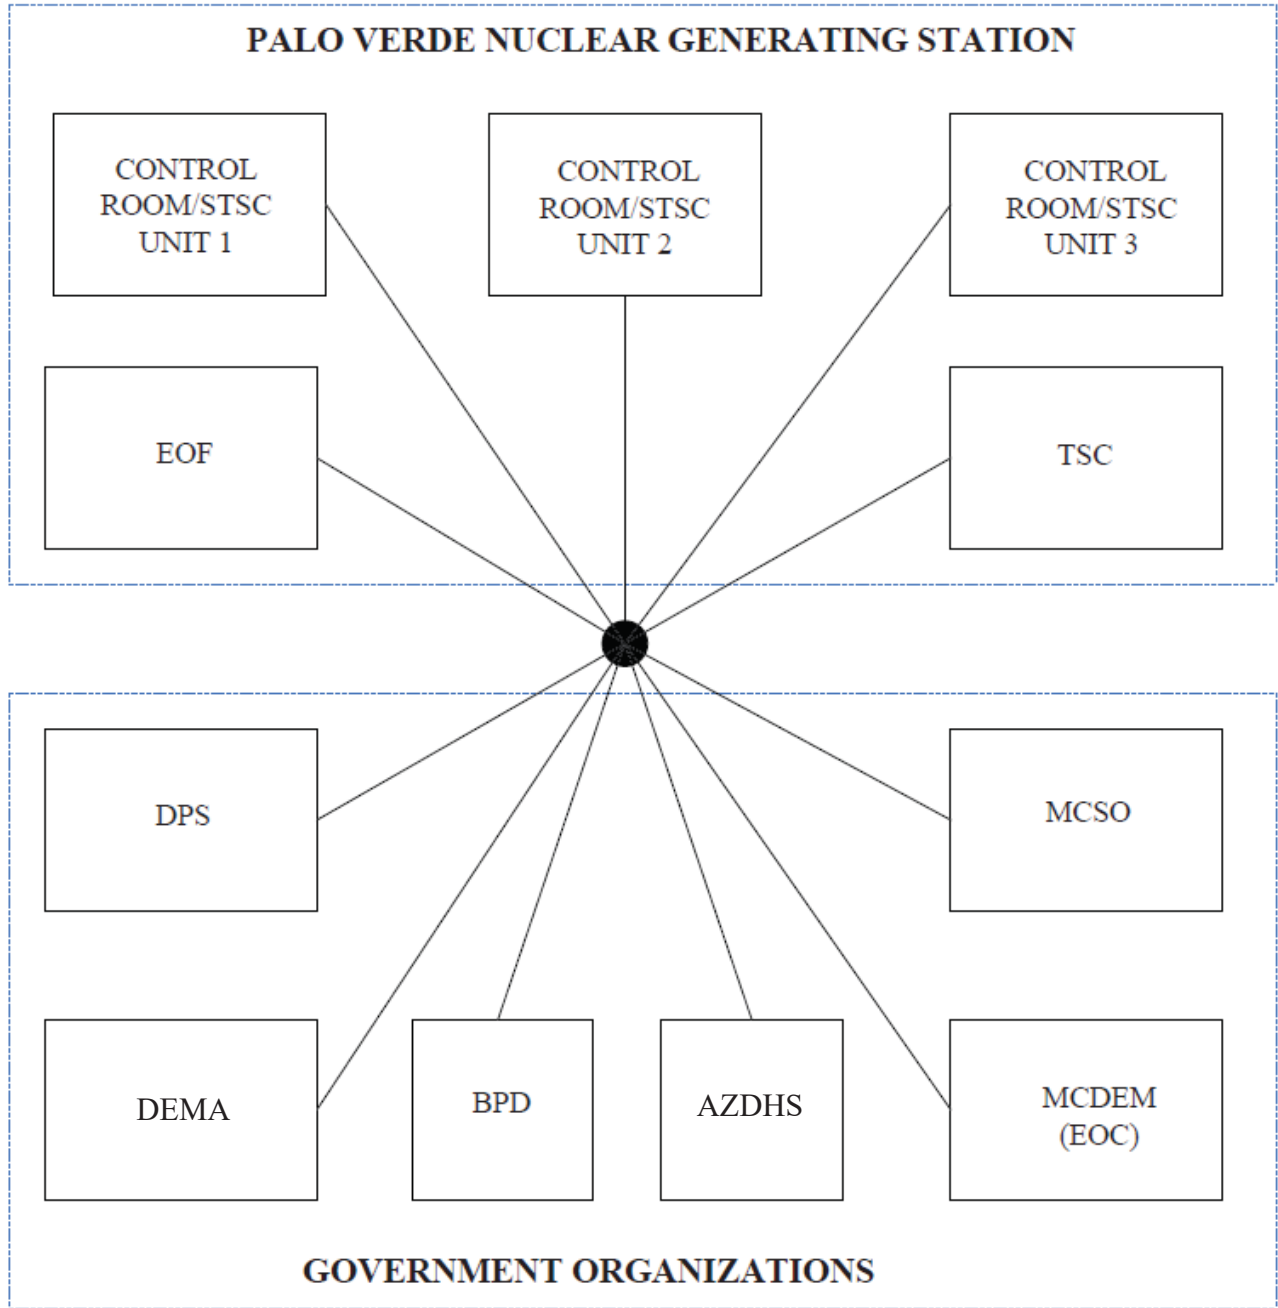 PALO VERDE NUCLEAR GENERATING STATION
CONTROL
ROOM/STSC
UNIT 1
CONTROL
ROOM/STSC
UNIT 2
CONTROL
ROOM/STSC
UNIT 3
EOF
TSC
DPS
MCSO
DEMA
BPD
AZDHS
MCDEM
(EOC)
GOVERNMENT ORGANIZATIONS